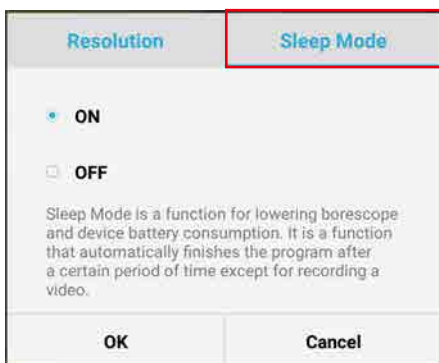 Resolution Sleep Mode
ON
OFF
Sleep Mode is a function for lowering borescope
and device battery consumption. It is a function
that automatically finishes the program after
a certain period of time except for recording a
video.
OK Cancel